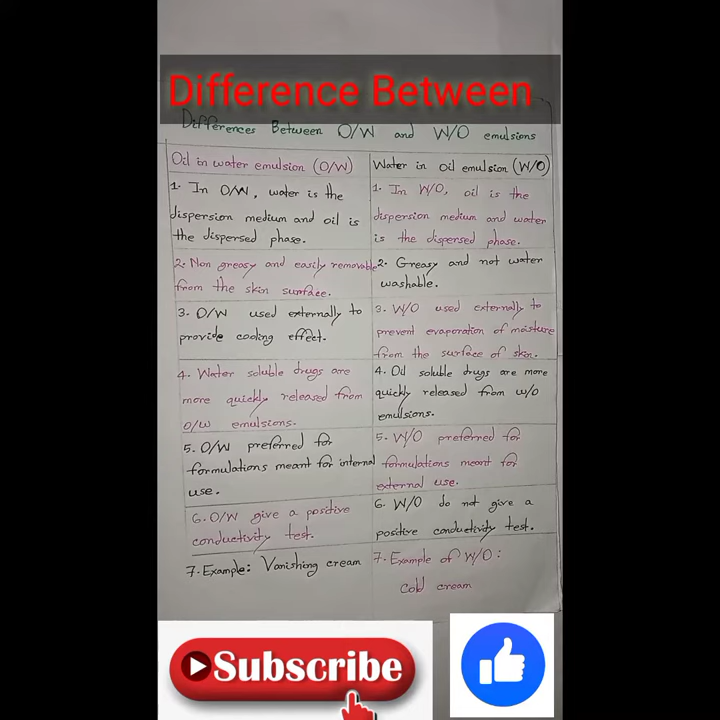 Difference Between
Differences Between O/W and W/O emulsions
Oil in water emulsion (O/W)
1. In O/W, water is the
dispersion medium and oil is
the dispersed phase.
2. Non greasy and easily removable
from the skin surface.
3. O/W used externally to
provide cooling effect.
4. Water soluble drugs are
more quickly released from
O/W emulsions.
5. O/W preferred for
formulations meant for internal
use.
6. O/W give a positive
conductivity test.
7. Example: Vanishing cream
Water in oil emulsion (W/O)
1. In W/O, oil is the
dispersion medium and water
is the dispersed phase.
2. Greasy and not water
washable.
3. W/O used externally to
prevent evaporation of moisture
from the surface of skin.
4. Oil soluble drugs are more
quickly released from w/o
emulsions.
5. W/O preferred for
formulations meant for
external use.
6. W/O do not give a
positive conductivity test.
7. Example of W/O:
cold cream
Subscribe